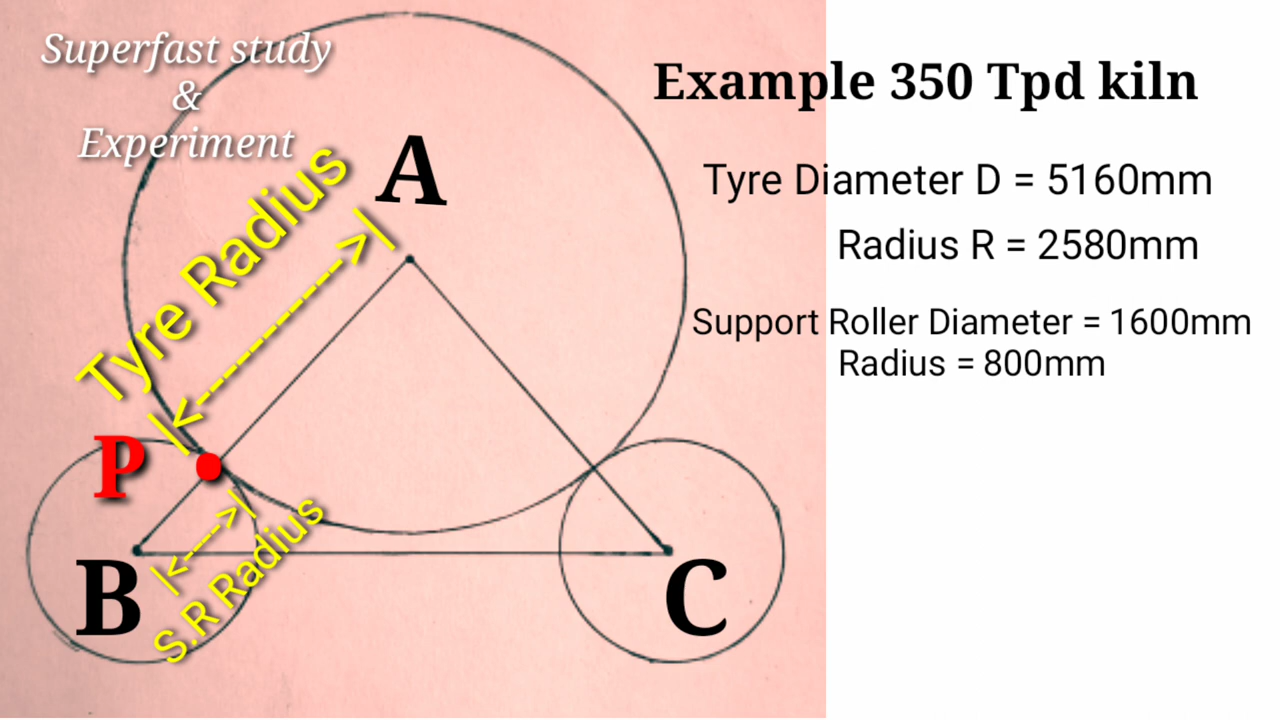 Superfast study
&
Experiment
Example 350 Tpd kiln
Tyre Diameter D = 5160mm
Radius R = 2580mm
Support Roller Diameter = 1600mm
Radius = 800mm
A
Tyre Radius
|<----------->|
P
|<---->|
S.R Radius
B
C